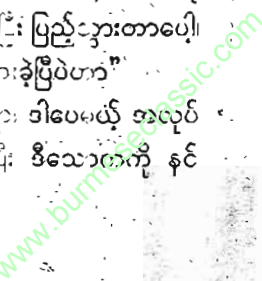 ပြည့်သွားတာပေါ့၊
ခဲ့ပြီပဲဟာ"
ဒါပေမယ့် အလုပ်
ဒီသောကကို နင်
www.burmeseclassic.com